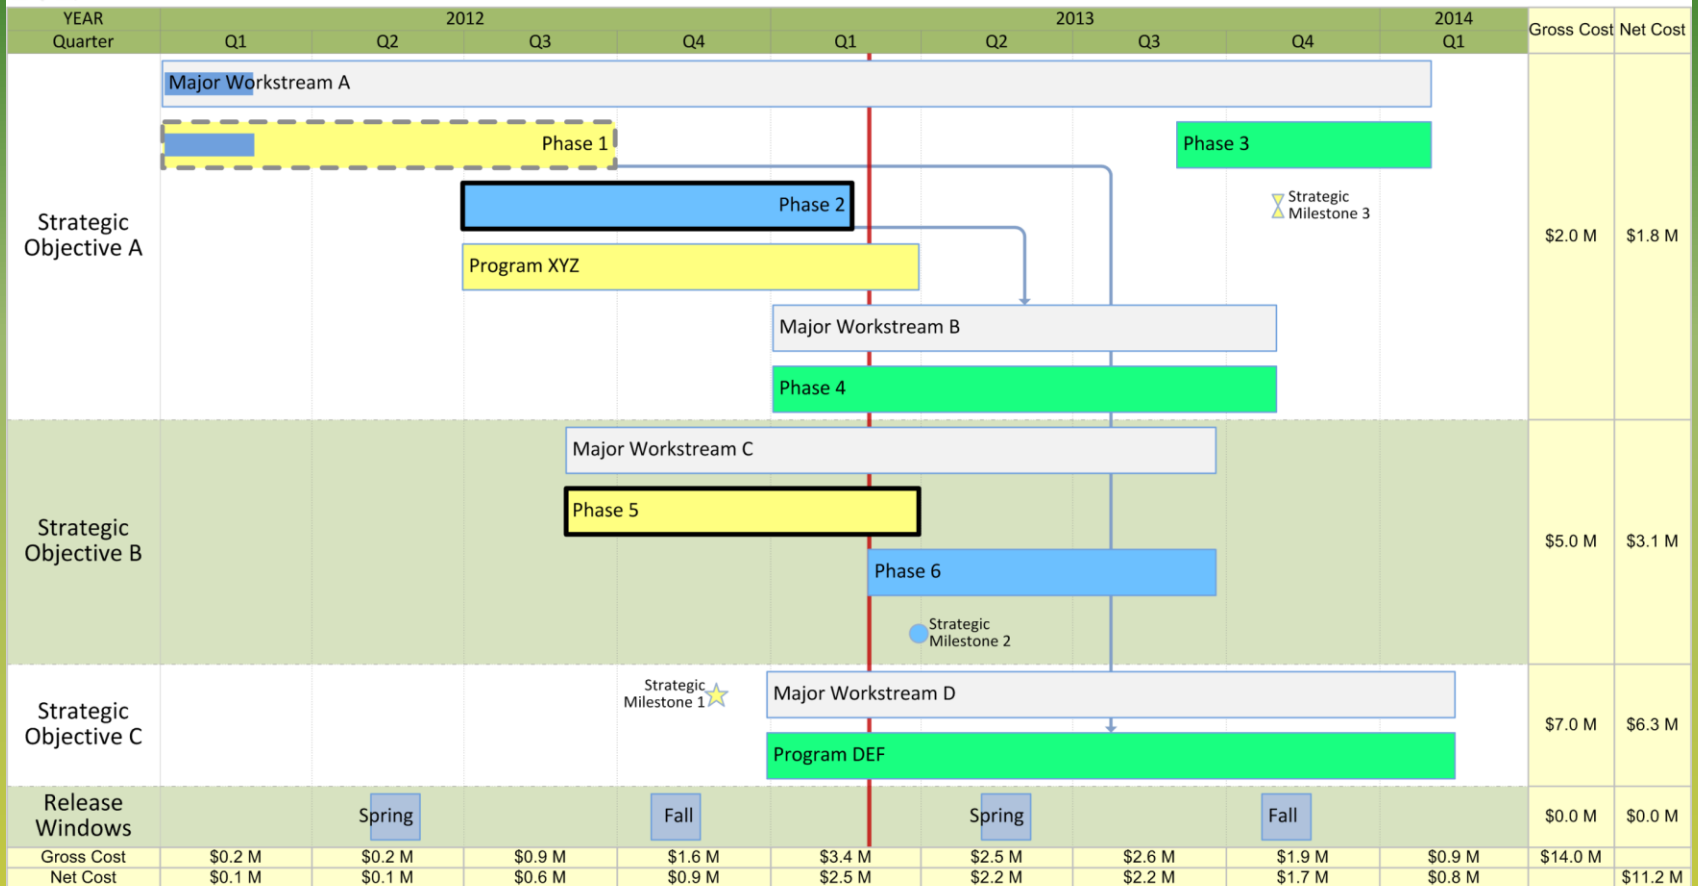 YEAR 2012 2013 2014 Gross Cost Net Cost
Quarter Q1 Q2 Q3 Q4 Q1 Q2 Q3 Q4 Q1
Strategic
Objective A
Major Workstream A
Phase 1
Phase 3
Phase 2
Strategic
Milestone 3
Program XYZ
Major Workstream B
Phase 4
$2.0 M $1.8 M
Strategic
Objective B
Major Workstream C
Phase 5
Phase 6
Strategic
Milestone 2
$5.0 M $3.1 M
Strategic
Objective C
Strategic
Milestone 1
Major Workstream D
Program DEF
$7.0 M $6.3 M
Release
Windows
Spring Fall Spring Fall
$0.0 M $0.0 M
Gross Cost $0.2 M $0.2 M $0.9 M $1.6 M $3.4 M $2.5 M $2.6 M $1.9 M $0.9 M $14.0 M
Net Cost $0.1 M $0.1 M $0.6 M $0.9 M $2.5 M $2.2 M $2.2 M $1.7 M $0.8 M $11.2 M